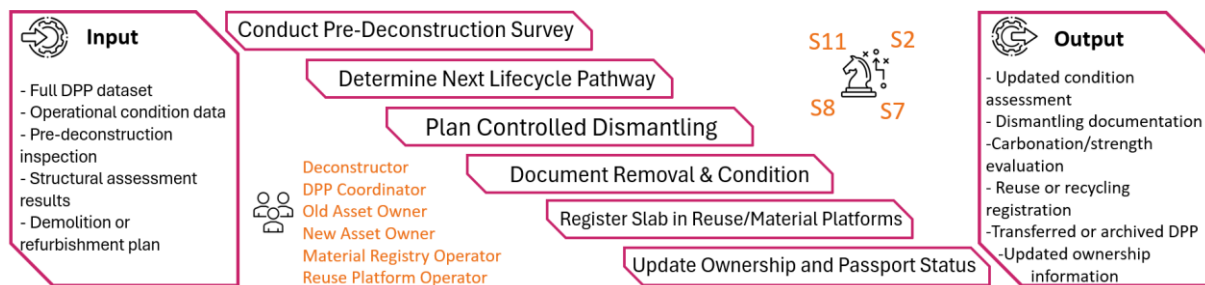 Input
- Full DPP dataset
- Operational condition data
- Pre-deconstruction
inspection
- Structural assessment
results
- Demolition or
refurbishment plan
Conduct Pre-Deconstruction Survey
Determine Next Lifecycle Pathway
Plan Controlled Dismantling
Document Removal & Condition
Register Slab in Reuse/Material Platforms
Update Ownership and Passport Status
Deconstructor
DPP Coordinator
Old Asset Owner
New Asset Owner
Material Registry Operator
Reuse Platform Operator
S11 S2
S8 S7
Output
- Updated condition
assessment
- Dismantling documentation
-Carbonation/strength
evaluation
- Reuse or recycling
registration
-Transferred or archived DPP
-Updated ownership
information